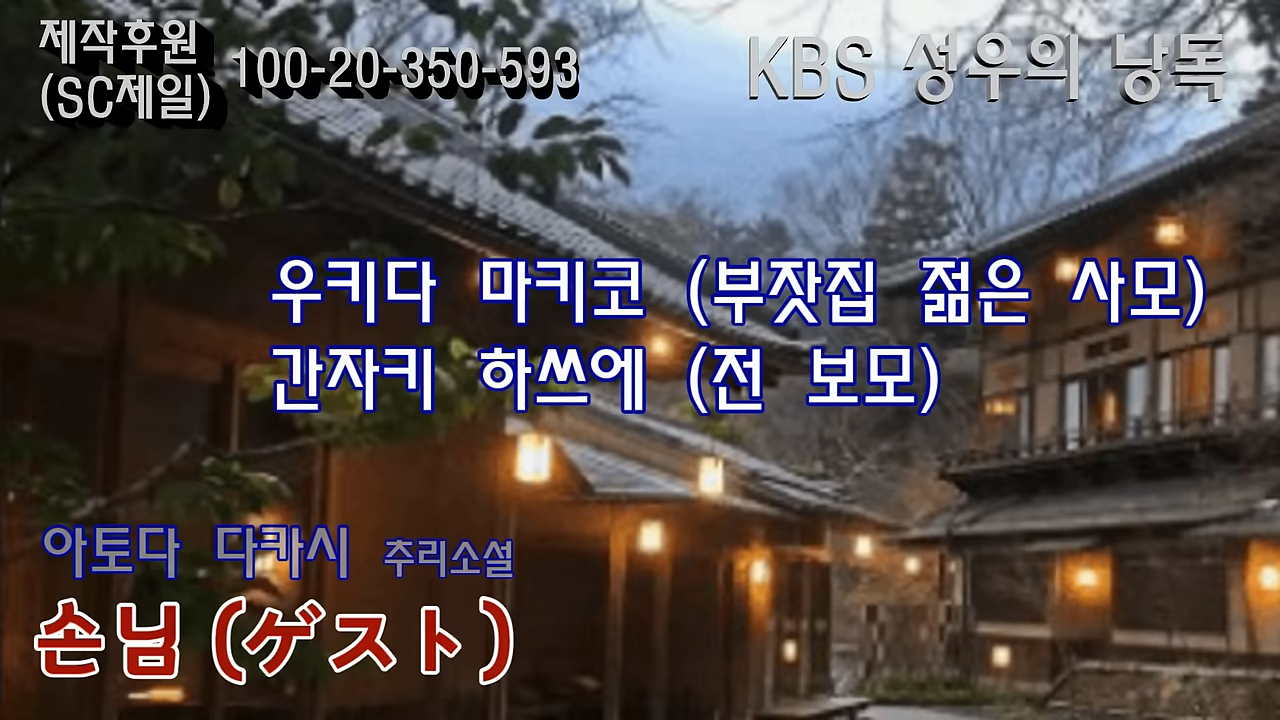 제작후원
(SC제일)
100-20-350-593
KBS 성우의 낭독
우키다 마키코 (부잣집 젊은 사모)
간자키 하쓰에 (전 보모)
아토다 다카시 추리소설
손님 (ゲスト)